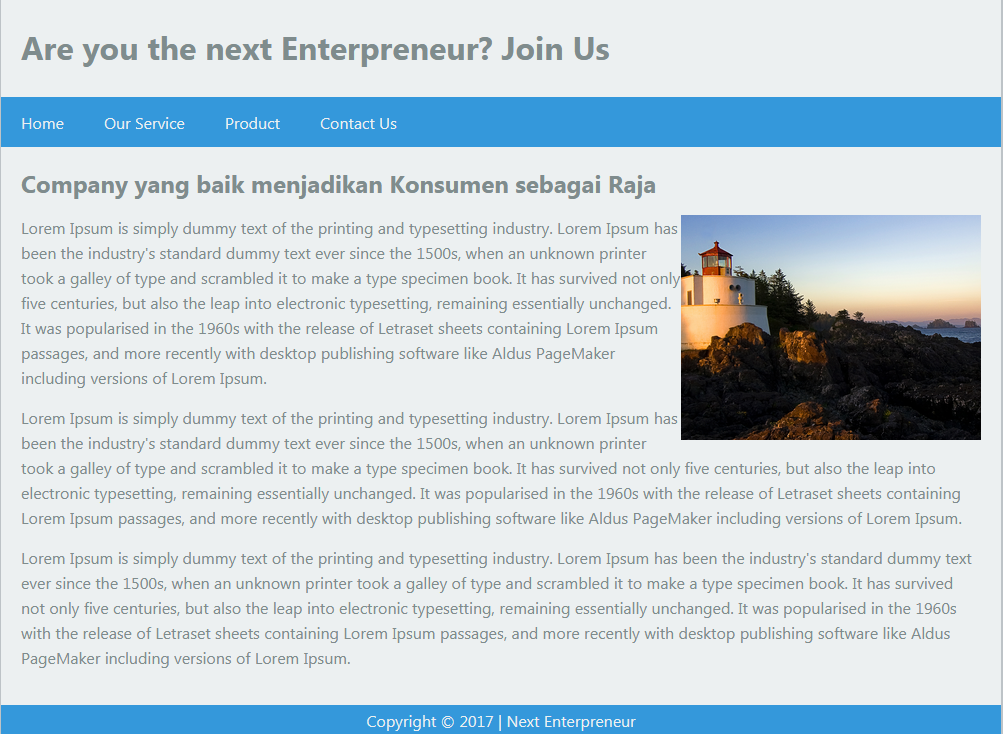 Are you the next Enterpreneur? Join Us
Home Our Service Product Contact Us
Company yang baik menjadikan Konsumen sebagai Raja
Lorem Ipsum is simply dummy text of the printing and typesetting industry. Lorem Ipsum has
been the industry's standard dummy text ever since the 1500s, when an unknown printer
took a galley of type and scrambled it to make a type specimen book. It has survived not only
five centuries, but also the leap into electronic typesetting, remaining essentially unchanged.
It was popularised in the 1960s with the release of Letraset sheets containing Lorem Ipsum
passages, and more recently with desktop publishing software like Aldus PageMaker
including versions of Lorem Ipsum.
Lorem Ipsum is simply dummy text of the printing and typesetting industry. Lorem Ipsum has
been the industry's standard dummy text ever since the 1500s, when an unknown printer
took a galley of type and scrambled it to make a type specimen book. It has survived not only five centuries, but also the leap into
electronic typesetting, remaining essentially unchanged. It was popularised in the 1960s with the release of Letraset sheets containing
Lorem Ipsum passages, and more recently with desktop publishing software like Aldus PageMaker including versions of Lorem Ipsum.
Lorem Ipsum is simply dummy text of the printing and typesetting industry. Lorem Ipsum has been the industry's standard dummy text
ever since the 1500s, when an unknown printer took a galley of type and scrambled it to make a type specimen book. It has survived
not only five centuries, but also the leap into electronic typesetting, remaining essentially unchanged. It was popularised in the 1960s
with the release of Letraset sheets containing Lorem Ipsum passages, and more recently with desktop publishing software like Aldus
PageMaker including versions of Lorem Ipsum.
Copyright © 2017 | Next Enterpreneur